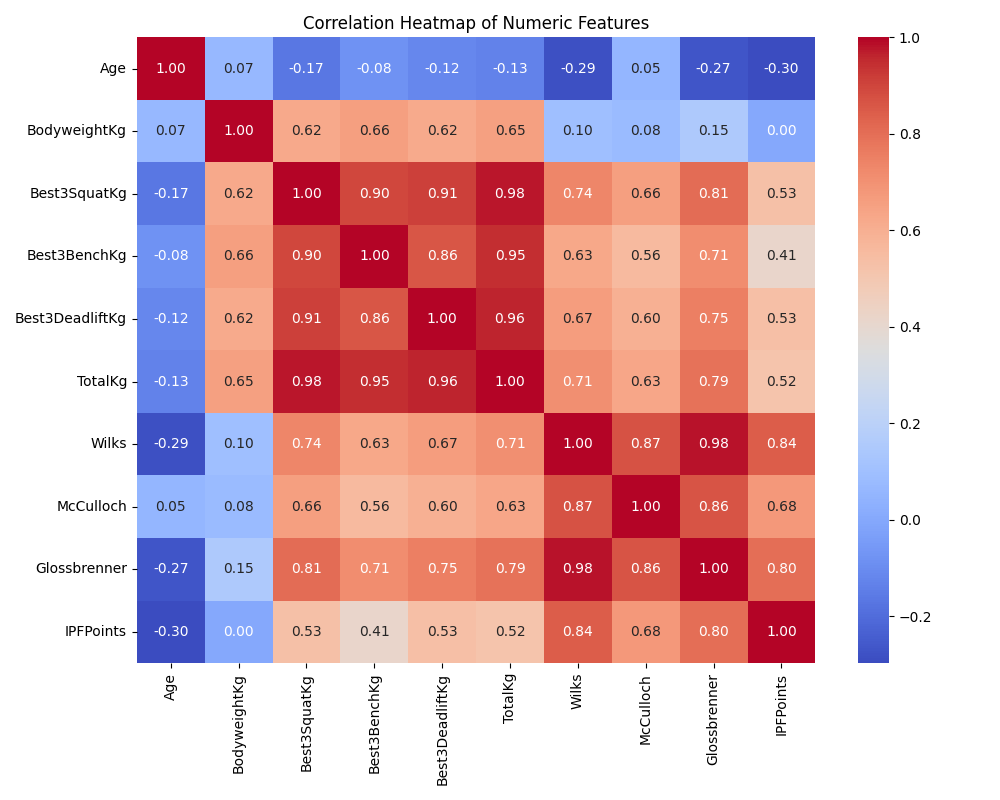 Correlation Heatmap of Numeric Features
Age 1.00 0.07 -0.17 -0.08 -0.12 -0.13 -0.29 0.05 -0.27 -0.30
BodyweightKg 0.07 1.00 0.62 0.66 0.62 0.65 0.10 0.08 0.15 0.00
Best3SquatKg -0.17 0.62 1.00 0.90 0.91 0.98 0.74 0.66 0.81 0.53
Best3BenchKg -0.08 0.66 0.90 1.00 0.86 0.95 0.63 0.56 0.71 0.41
Best3DeadliftKg -0.12 0.62 0.91 0.86 1.00 0.96 0.67 0.60 0.75 0.53
TotalKg -0.13 0.65 0.98 0.95 0.96 1.00 0.71 0.63 0.79 0.52
Wilks -0.29 0.10 0.74 0.63 0.67 0.71 1.00 0.87 0.98 0.84
McCulloch 0.05 0.08 0.66 0.56 0.60 0.63 0.87 1.00 0.86 0.68
Glossbrenner -0.27 0.15 0.81 0.71 0.75 0.79 0.98 0.86 1.00 0.80
IPFPoints -0.30 0.00 0.53 0.41 0.53 0.52 0.84 0.68 0.80 1.00
Age
BodyweightKg
Best3SquatKg
Best3BenchKg
Best3DeadliftKg
TotalKg
Wilks
McCulloch
Glossbrenner
IPFPoints
1.0
0.8
0.6
0.4
0.2
0.0
−0.2